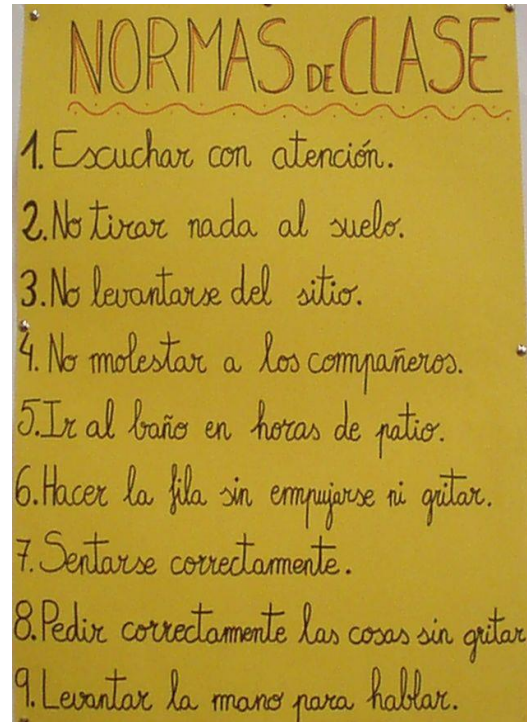 NORMAS DE CLASE
1. Escuchar con atención.
2. No tirar nada al suelo.
3. No levantarse del sitio.
4. No molestar a los compañeros.
5. Ir al baño en horas de patio.
6. Hacer la fila sin empujarse ni gritar.
7. Sentarse correctamente.
8. Pedir correctamente las cosas sin gritar
9. Levantar la mano para hablar.